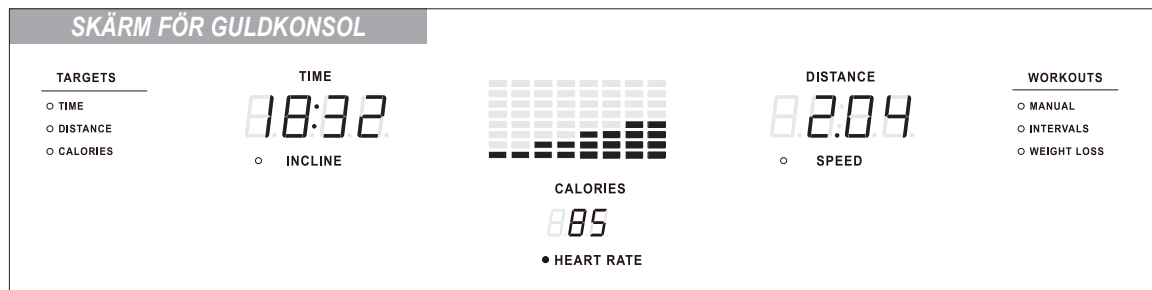 SKÄRM FÖR GULDKONSOL
TARGETS
TIME
DISTANCE
CALORIES
TIME
18:32
INCLINE
CALORIES
85
HEART RATE
DISTANCE
2.04
SPEED
WORKOUTS
MANUAL
INTERVALS
WEIGHT LOSS